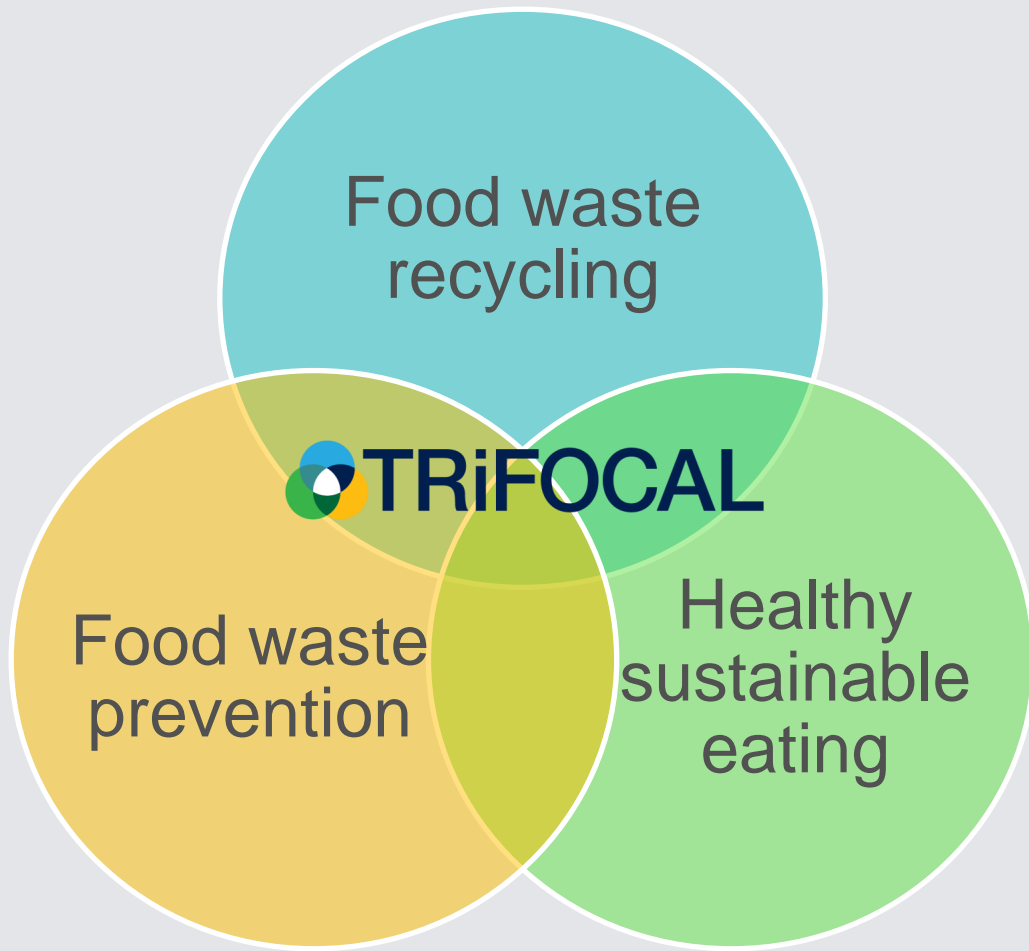 Food waste
recycling
TRiFOCAL
Food waste
prevention
Healthy
sustainable
eating